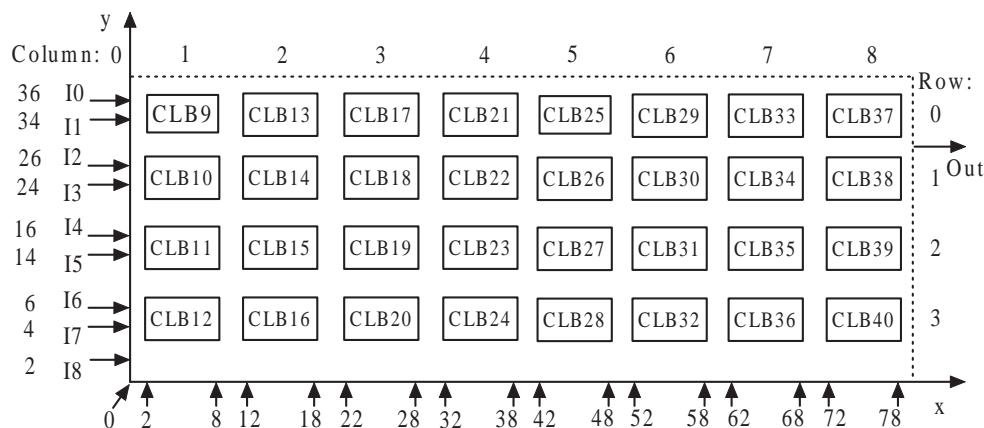 y
Column: 0 1 2 3 4 5 6 7 8
Row:
36 I0
34 I1
CLB9 CLB13 CLB17 CLB21 CLB25 CLB29 CLB33 CLB37 0
Out
26 I2
24 I3
CLB10 CLB14 CLB18 CLB22 CLB26 CLB30 CLB34 CLB38 1
16 I4
14 I5
CLB11 CLB15 CLB19 CLB23 CLB27 CLB31 CLB35 CLB39 2
6 I6
4 I7
CLB12 CLB16 CLB20 CLB24 CLB28 CLB32 CLB36 CLB40 3
2 I8
0 2 8 12 18 22 28 32 38 42 48 52 58 62 68 72 78 x